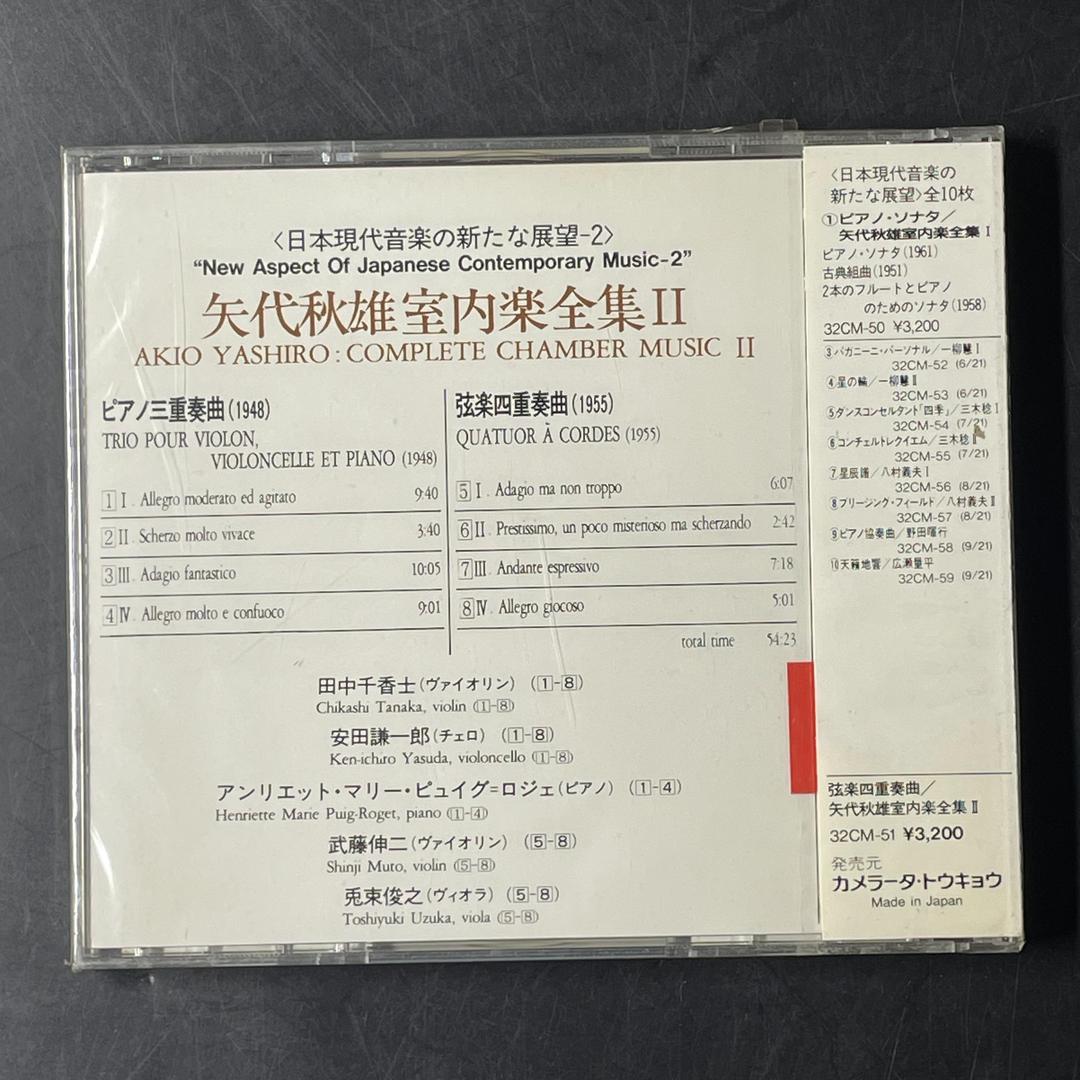 〈日本現代音楽の新たな展望-2〉
“New Aspect Of Japanese Contemporary Music-2”
矢代秋雄室内楽全集II
AKIO YASHIRO : COMPLETE CHAMBER MUSIC II
ピアノ三重奏曲(1948)
TRIO POUR VIOLON,
VIOLONCELLE ET PIANO (1948)
1 I . Allegro moderato ed agitato 9:40
2 II . Scherzo molto vivace 3:40
3 III . Adagio fantastico 10:05
4 IV . Allegro molto e confuoco 9:01
弦楽四重奏曲(1955)
QUATUOR À CORDES (1955)
5 I . Adagio ma non troppo 6:07
6 II . Prestissimo, un poco misterioso ma scherzando 2:42
7 III . Andante espressivo 7:18
8 IV . Allegro giocoso 5:01
total time 54:23
田中千香士(ヴァイオリン) (1-8)
Chikashi Tanaka, violin (1-8)
安田謙一郎(チェロ) (1-8)
Ken-ichiro Yasuda, violoncello (1-8)
アンリエット・マリー・ピュイグ=ロジェ(ピアノ) (1-4)
Henriette Marie Puig-Roget, piano (1-4)
武藤伸二(ヴァイオリン) (5-8)
Shinji Muto, violin (5-8)
兎束俊之(ヴィオラ) (5-8)
Toshiyuki Uzuka, viola (5-8)
〈日本現代音楽の
新たな展望〉全10枚
①ピアノ・ソナタ/
矢代秋雄室内楽全集 I
ピアノ・ソナタ(1961)
古典組曲(1951)
2本のフルートとピアノ
のためのソナタ(1958)
32CM-50 ¥3,200
③パガニーニ・パーソナル/一柳慧 I
32CM-52 (6/21)
④星の輪/一柳慧 II
32CM-53 (6/21)
⑤ダンスコンセルタント「四季」/三木稔 I
32CM-54 (7/21)
⑥コンチェルトレクイエム/三木稔 II
32CM-55 (7/21)
⑦星辰譜/八村義夫 I
32CM-56 (8/21)
⑧ブリージング・フィールド/八村義夫 II
32CM-57 (8/21)
⑨ピアノ協奏曲/野田暉行
32CM-58 (9/21)
⑩天籟地響/広瀬量平
32CM-59 (9/21)
弦楽四重奏曲/
矢代秋雄室内楽全集 II
32CM-51 ¥3,200
発売元
カメラータ・トウキョウ
Made in Japan